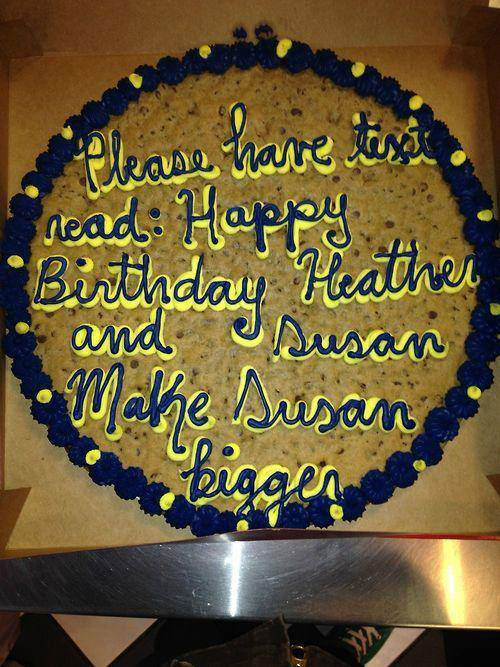 Please have text
read: Happy
Birthday Heather
and Susan
Make Susan
bigger